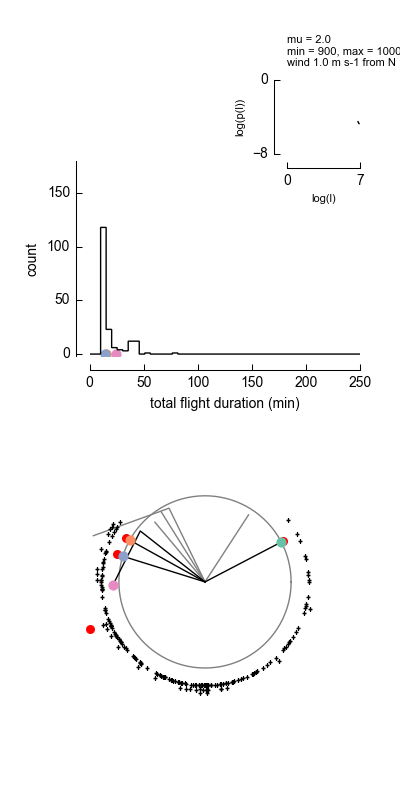 mu = 2.0
min = 900, max = 1000
wind 1.0 m s-1 from N
0
log(p(l))
−8
0 7
log(l)
150
count
100
50
0
0 50 100 150 200 250
total flight duration (min)